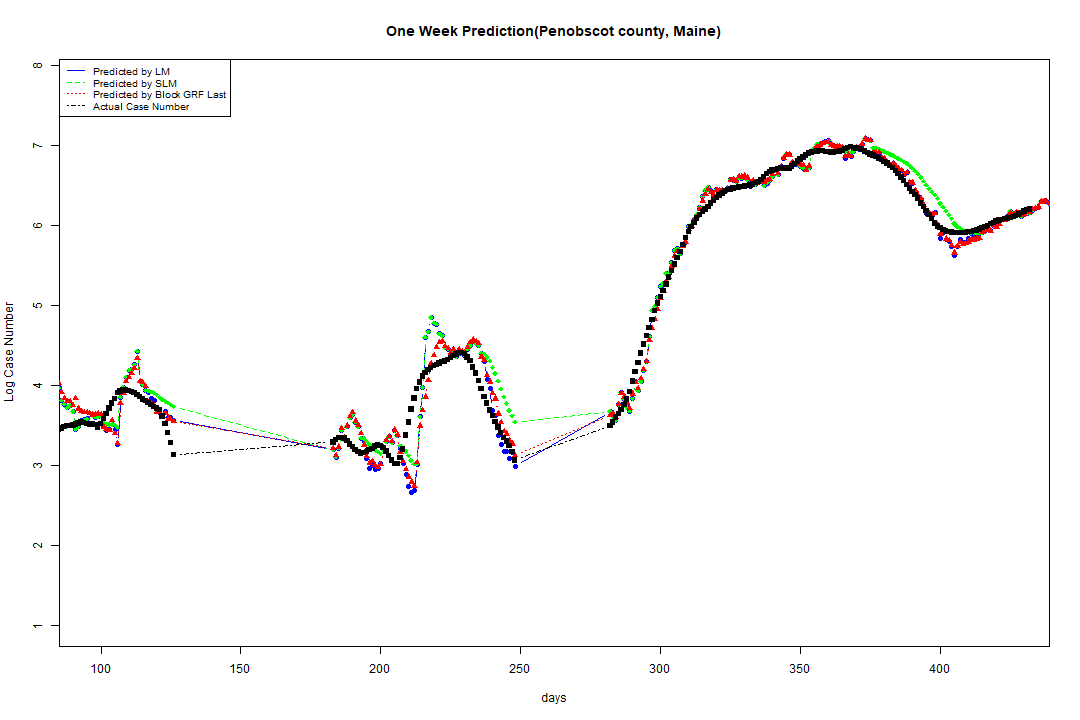 One Week Prediction(Penobscot county, Maine)
Predicted by LM
Predicted by SLM
Predicted by Block GRF Last
Actual Case Number
Log Case Number
8
7
6
5
4
3
2
1
100 150 200 250 300 350 400
days